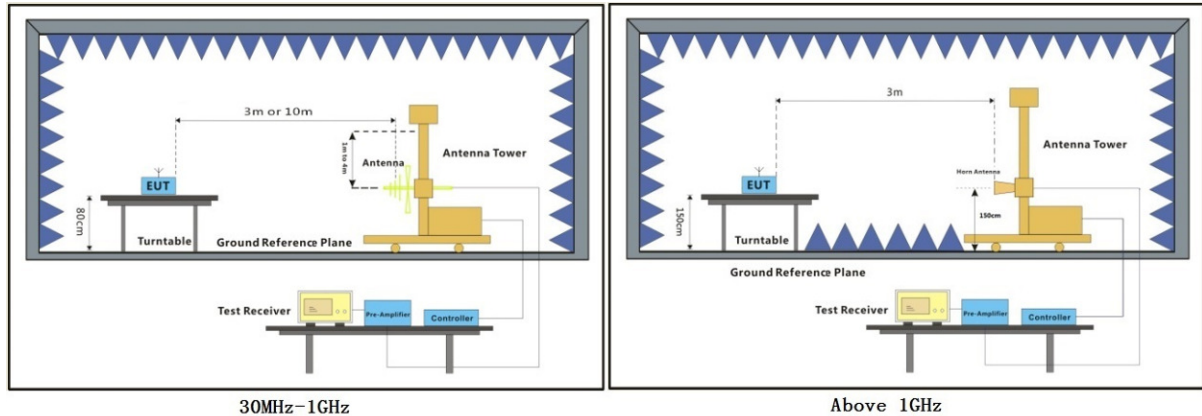 3m or 10m
1m to 4m
Antenna
Antenna Tower
EUT
80cm
Turntable
Ground Reference Plane
Test Receiver
Pre-Amplifier
Controller
30MHz-1GHz
3m
Antenna Tower
Horn Antenna
EUT
150cm
150cm
Turntable
Ground Reference Plane
Test Receiver
Pre-Amplifier
Controller
Above 1GHz